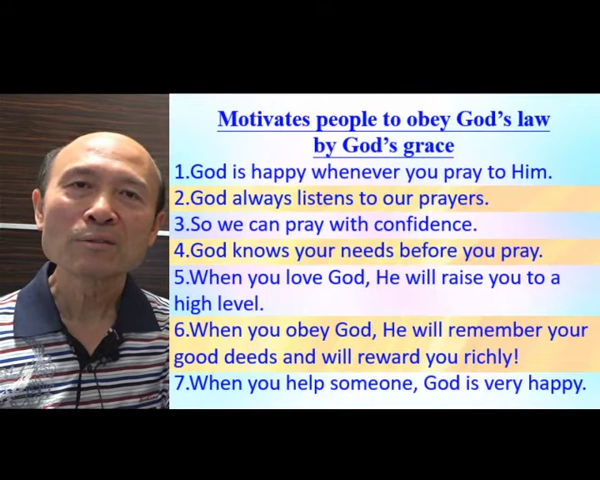 Motivates people to obey God's law
by God's grace
1.God is happy whenever you pray to Him.
2.God always listens to our prayers.
3.So we can pray with confidence.
4.God knows your needs before you pray.
5.When you love God, He will raise you to a
high level.
6.When you obey God, He will remember your
good deeds and will reward you richly!
7.When you help someone, God is very happy.